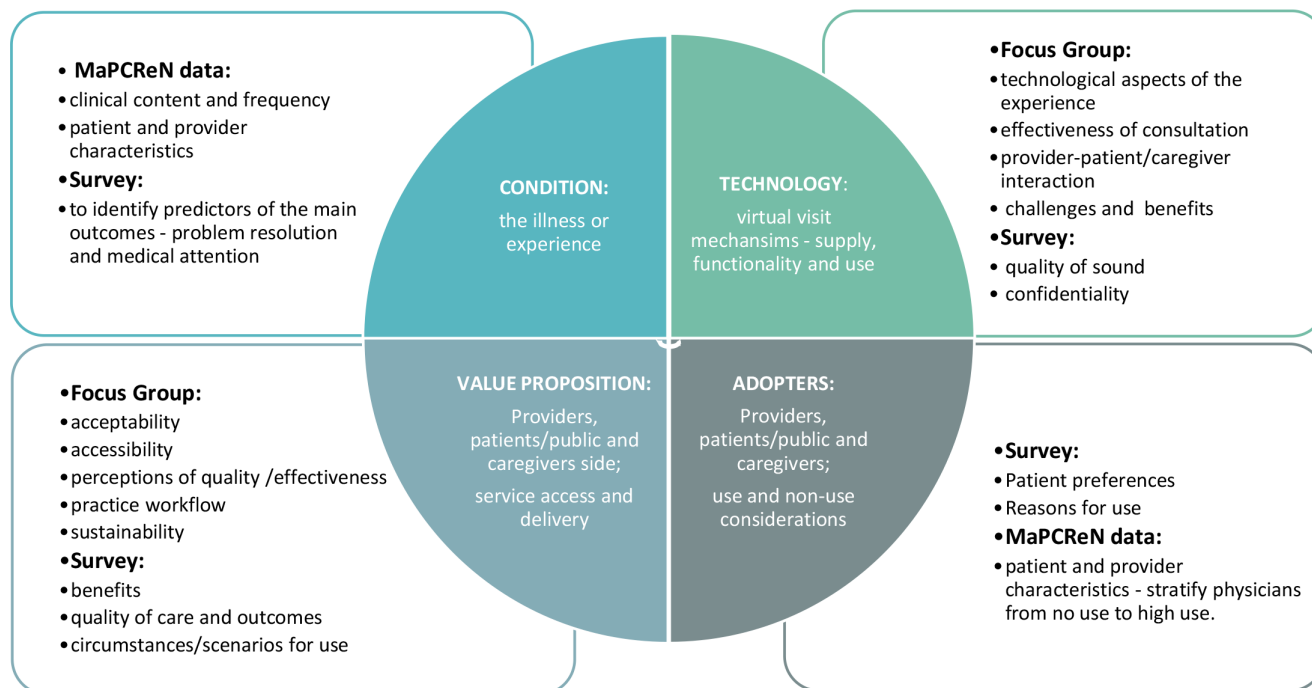 • MaPCReN data:
•clinical content and frequency
•patient and provider
characteristics
•Survey:
•to identify predictors of the main
outcomes - problem resolution
and medical attention
CONDITION:
the illness or
experience
TECHNOLOGY:
virtual visit
mechansims - supply,
functionality and use
•Focus Group:
•technological aspects of the
experience
•effectiveness of consultation
•provider-patient/caregiver
interaction
• challenges and benefits
•Survey:
• quality of sound
• confidentiality
•Focus Group:
•acceptability
•accessibility
•perceptions of quality /effectiveness
•practice workflow
•sustainability
•Survey:
•benefits
•quality of care and outcomes
•circumstances/scenarios for use
VALUE PROPOSITION:
Providers,
patients/public and
caregivers side;
service access and
delivery
ADOPTERS:
Providers,
patients/public and
caregivers;
use and non-use
considerations
•Survey:
•Patient preferences
•Reasons for use
•MaPCReN data:
•patient and provider
characteristics - stratify physicians
from no use to high use.